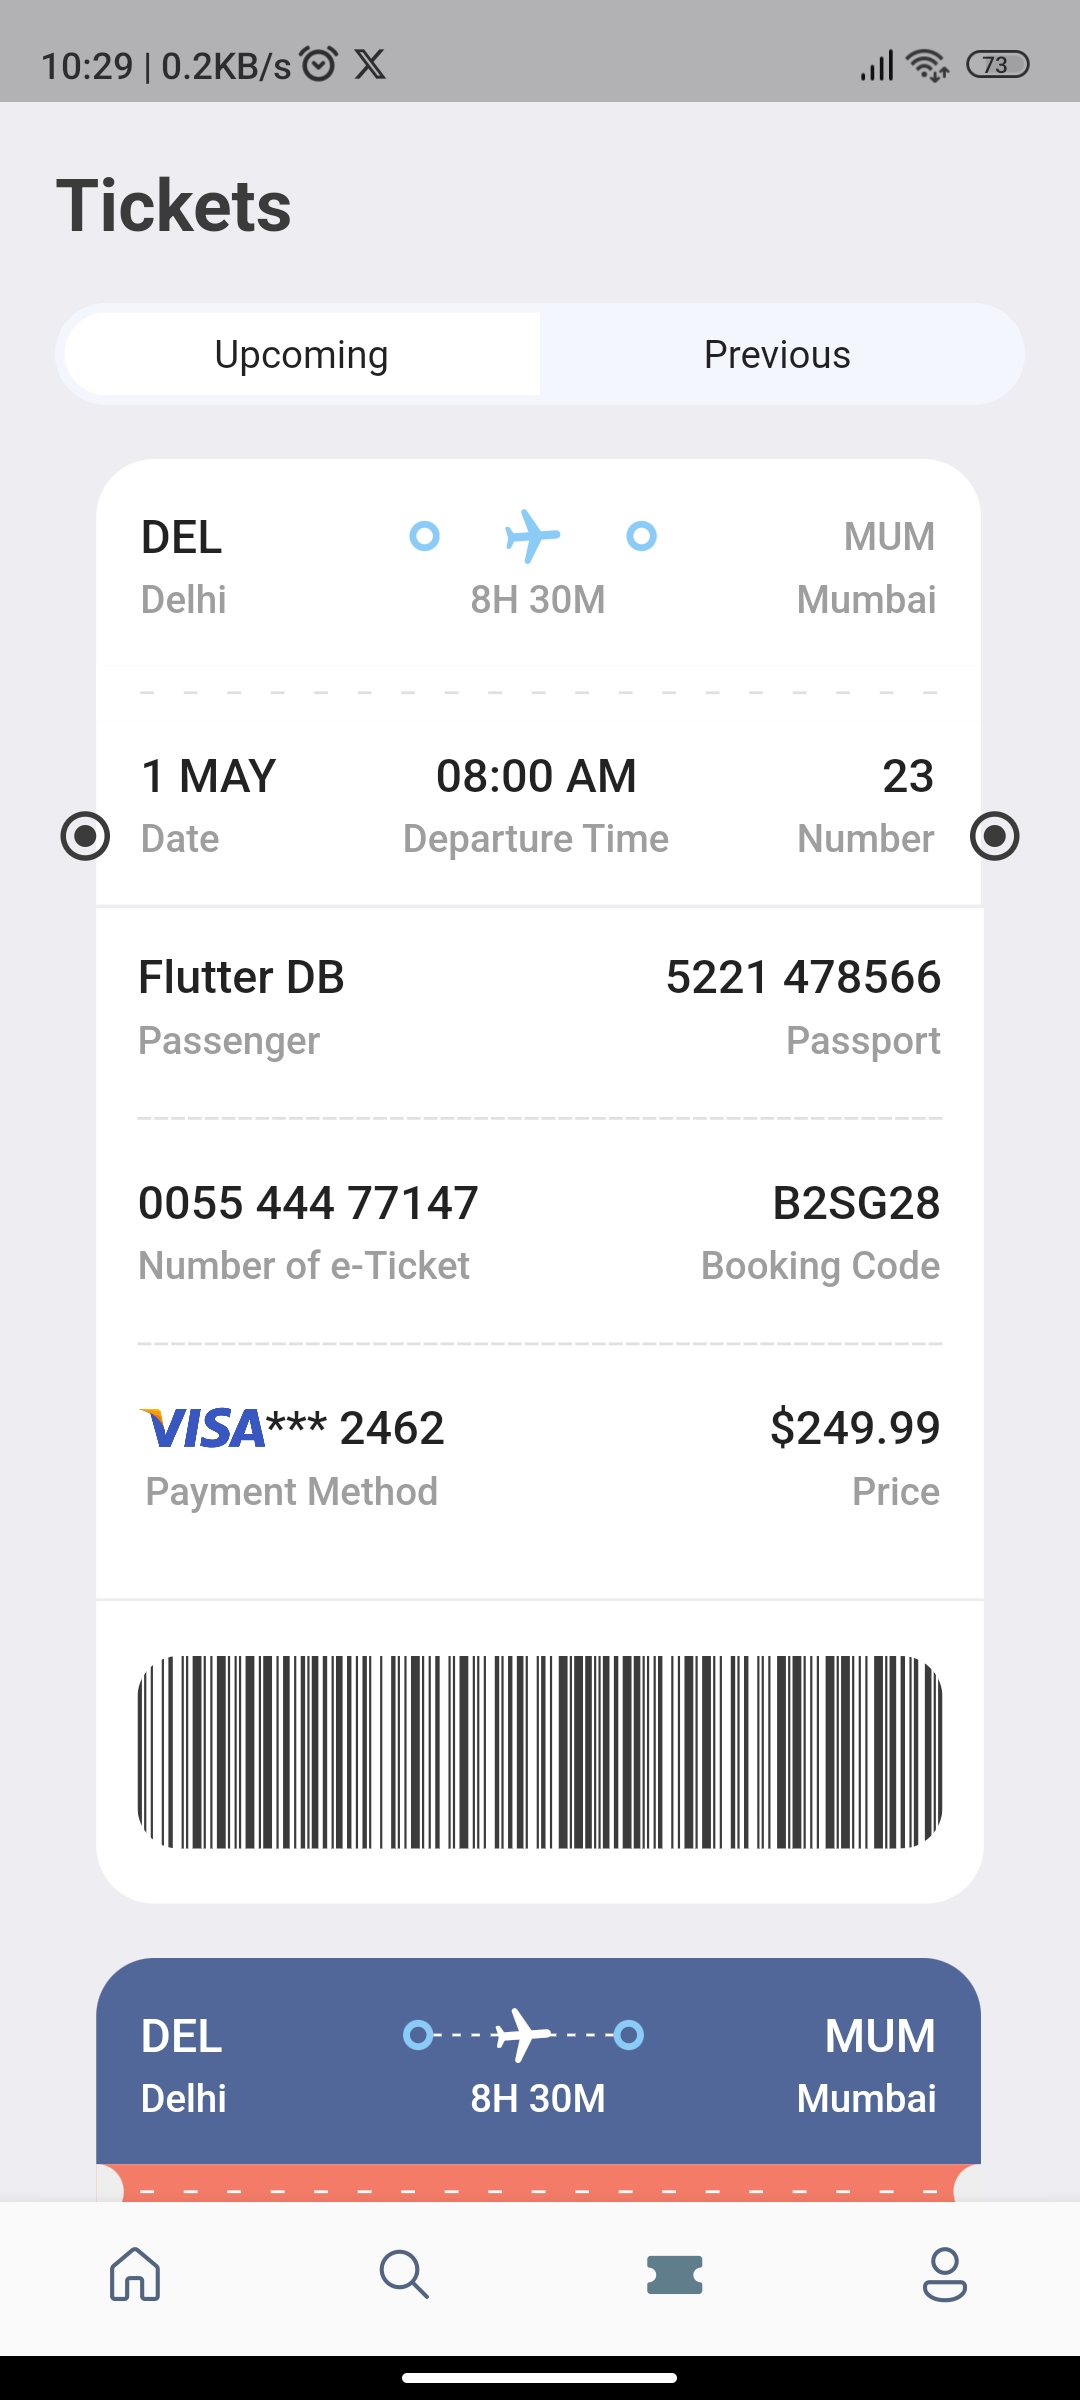 10:29 | 0.2KB/s 73
Tickets
Upcoming Previous
DEL MUM
Delhi 8H 30M Mumbai
1 MAY 08:00 AM 23
Date Departure Time Number
Flutter DB 5221 478566
Passenger Passport
0055 444 77147 B2SG28
Number of e-Ticket Booking Code
VISA*** 2462 $249.99
Payment Method Price
DEL MUM
Delhi 8H 30M Mumbai